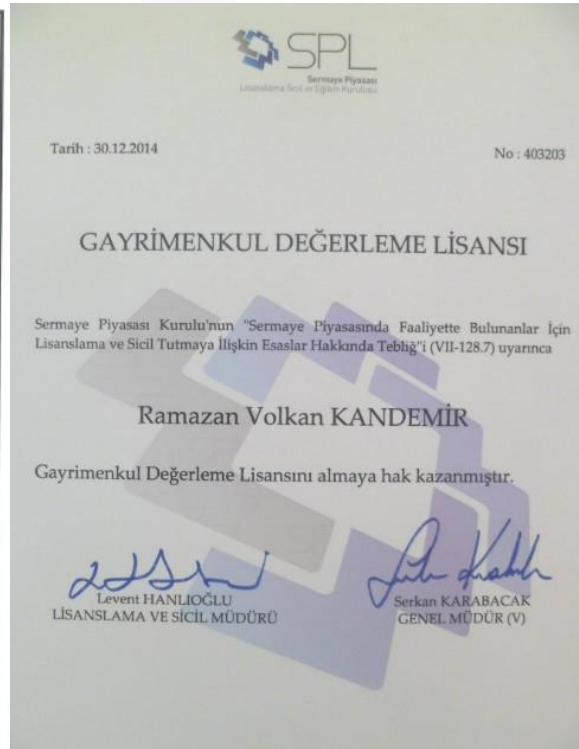 SPL
Sermaye Piyasası
Lisanslama Sicil ve Eğitim Kuruluşu
Tarih : 30.12.2014
No : 403203
GAYRİMENKUL DEĞERLEME LİSANSI
Sermaye Piyasası Kurulu'nun "Sermaye Piyasasında Faaliyette Bulunanlar İçin
Lisanslama ve Sicil Tutmaya İlişkin Esaslar Hakkında Tebliğ"i (VII-128.7) uyarınca
Ramazan Volkan KANDEMİR
Gayrimenkul Değerleme Lisansını almaya hak kazanmıştır.
Levent HANLIOĞLU
LİSANSLAMA VE SİCİL MÜDÜRÜ
Serkan KARABACAK
GENEL MÜDÜR (V)